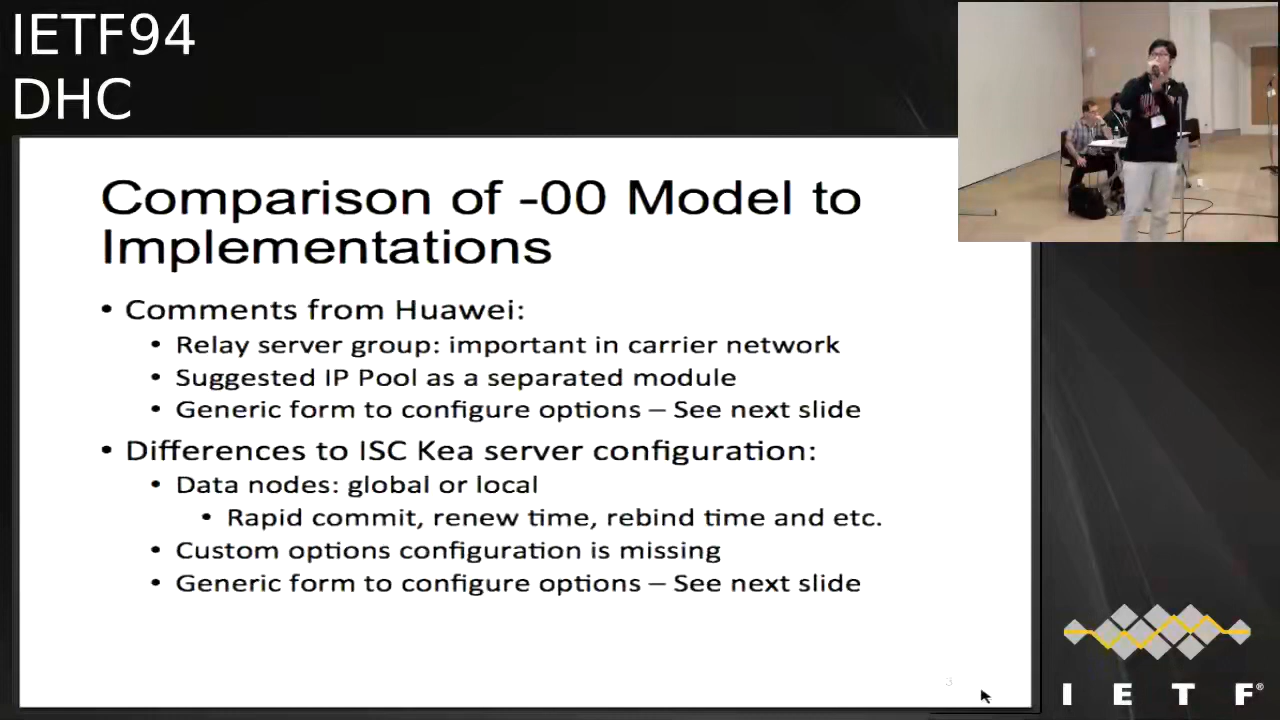 IETF94
DHC
Comparison of -00 Model to
Implementations
• Comments from Huawei:
• Relay server group: important in carrier network
• Suggested IP Pool as a separated module
• Generic form to configure options – See next slide
• Differences to ISC Kea server configuration:
• Data nodes: global or local
• Rapid commit, renew time, rebind time and etc.
• Custom options configuration is missing
• Generic form to configure options – See next slide
3
I E T F®